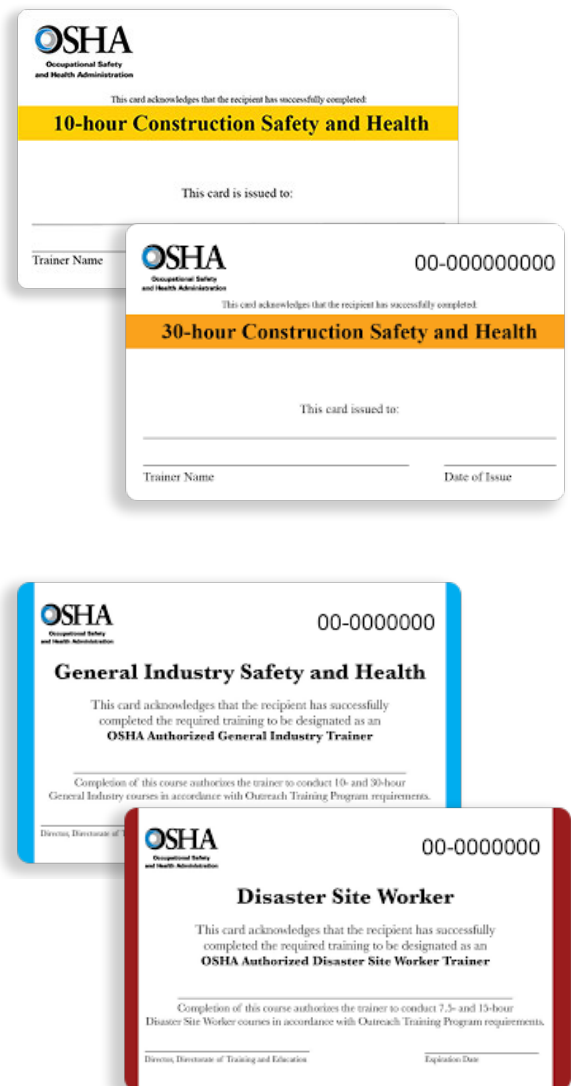 OSHA
Occupational Safety
and Health Administration
This card acknowledges that the recipient has successfully completed:
10-hour Construction Safety and Health
This card is issued to:
Trainer Name
OSHA
Occupational Safety
and Health Administration
00-000000000
This card acknowledges that the recipient has successfully completed:
30-hour Construction Safety and Health
This card issued to:
Trainer Name
Date of Issue
OSHA
Occupational Safety
and Health Administration
00-0000000
General Industry Safety and Health
This card acknowledges that the recipient has successfully
completed the required training to be designated as an
OSHA Authorized General Industry Trainer
Completion of this course authorizes the trainer to conduct 10- and 30-hour
General Industry courses in accordance with Outreach Training Program requirements.
Director, Directorate of T
OSHA
Occupational Safety
and Health Administration
00-0000000
Disaster Site Worker
This card acknowledges that the recipient has successfully
completed the required training to be designated as an
OSHA Authorized Disaster Site Worker Trainer
Completion of this course authorizes the trainer to conduct 7.5- and 15-hour
Disaster Site Worker courses in accordance with Outreach Training Program requirements.
Director, Directorate of Training and Education
Expiration Date